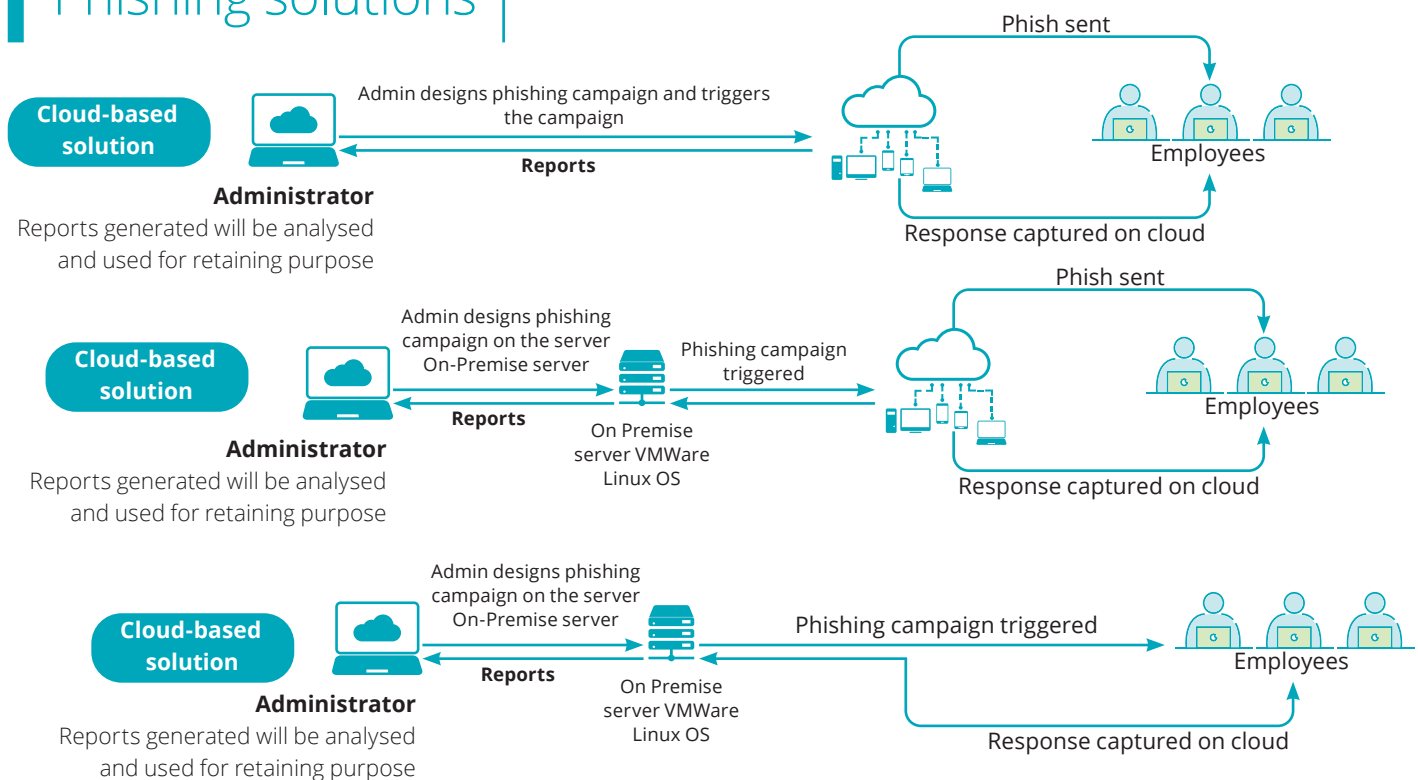 Phishing solutions
Phish sent
Cloud-based
solution
Admin designs phishing campaign and triggers
the campaign
Reports
Employees
Administrator
Reports generated will be analysed
and used for retaining purpose
Response captured on cloud
Phish sent
Cloud-based
solution
Admin designs phishing
campaign on the server
On-Premise server
Phishing campaign
triggered
Reports
Employees
Administrator
Reports generated will be analysed
and used for retaining purpose
On Premise
server VMWare
Linux OS
Response captured on cloud
Cloud-based
solution
Admin designs phishing
campaign on the server
On-Premise server
Phishing campaign triggered
Reports
Employees
Administrator
Reports generated will be analysed
and used for retaining purpose
On Premise
server VMWare
Linux OS
Response captured on cloud